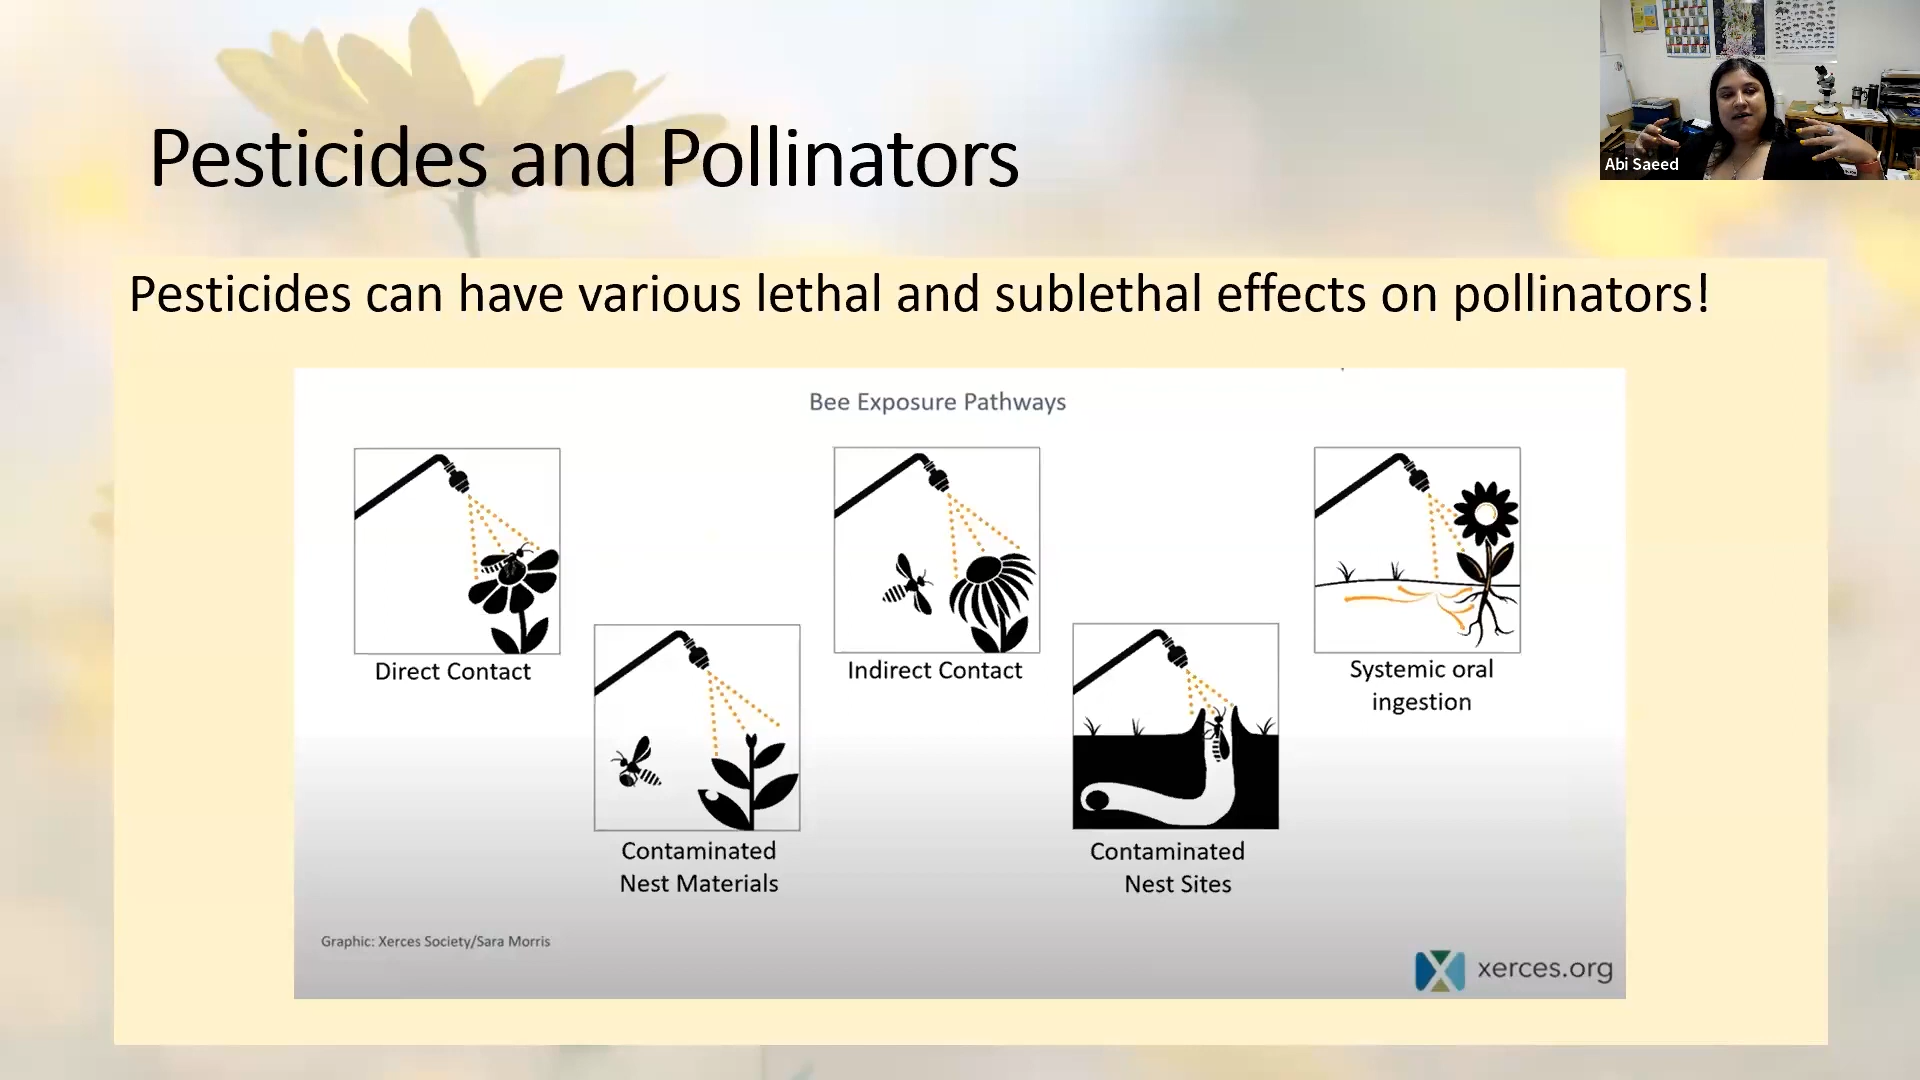 Pesticides and Pollinators
Abi Saeed
Pesticides can have various lethal and sublethal effects on pollinators!
Bee Exposure Pathways
Direct Contact
Indirect Contact
Systemic oral
ingestion
Contaminated
Nest Materials
Contaminated
Nest Sites
Graphic: Xerces Society/Sara Morris
xerces.org